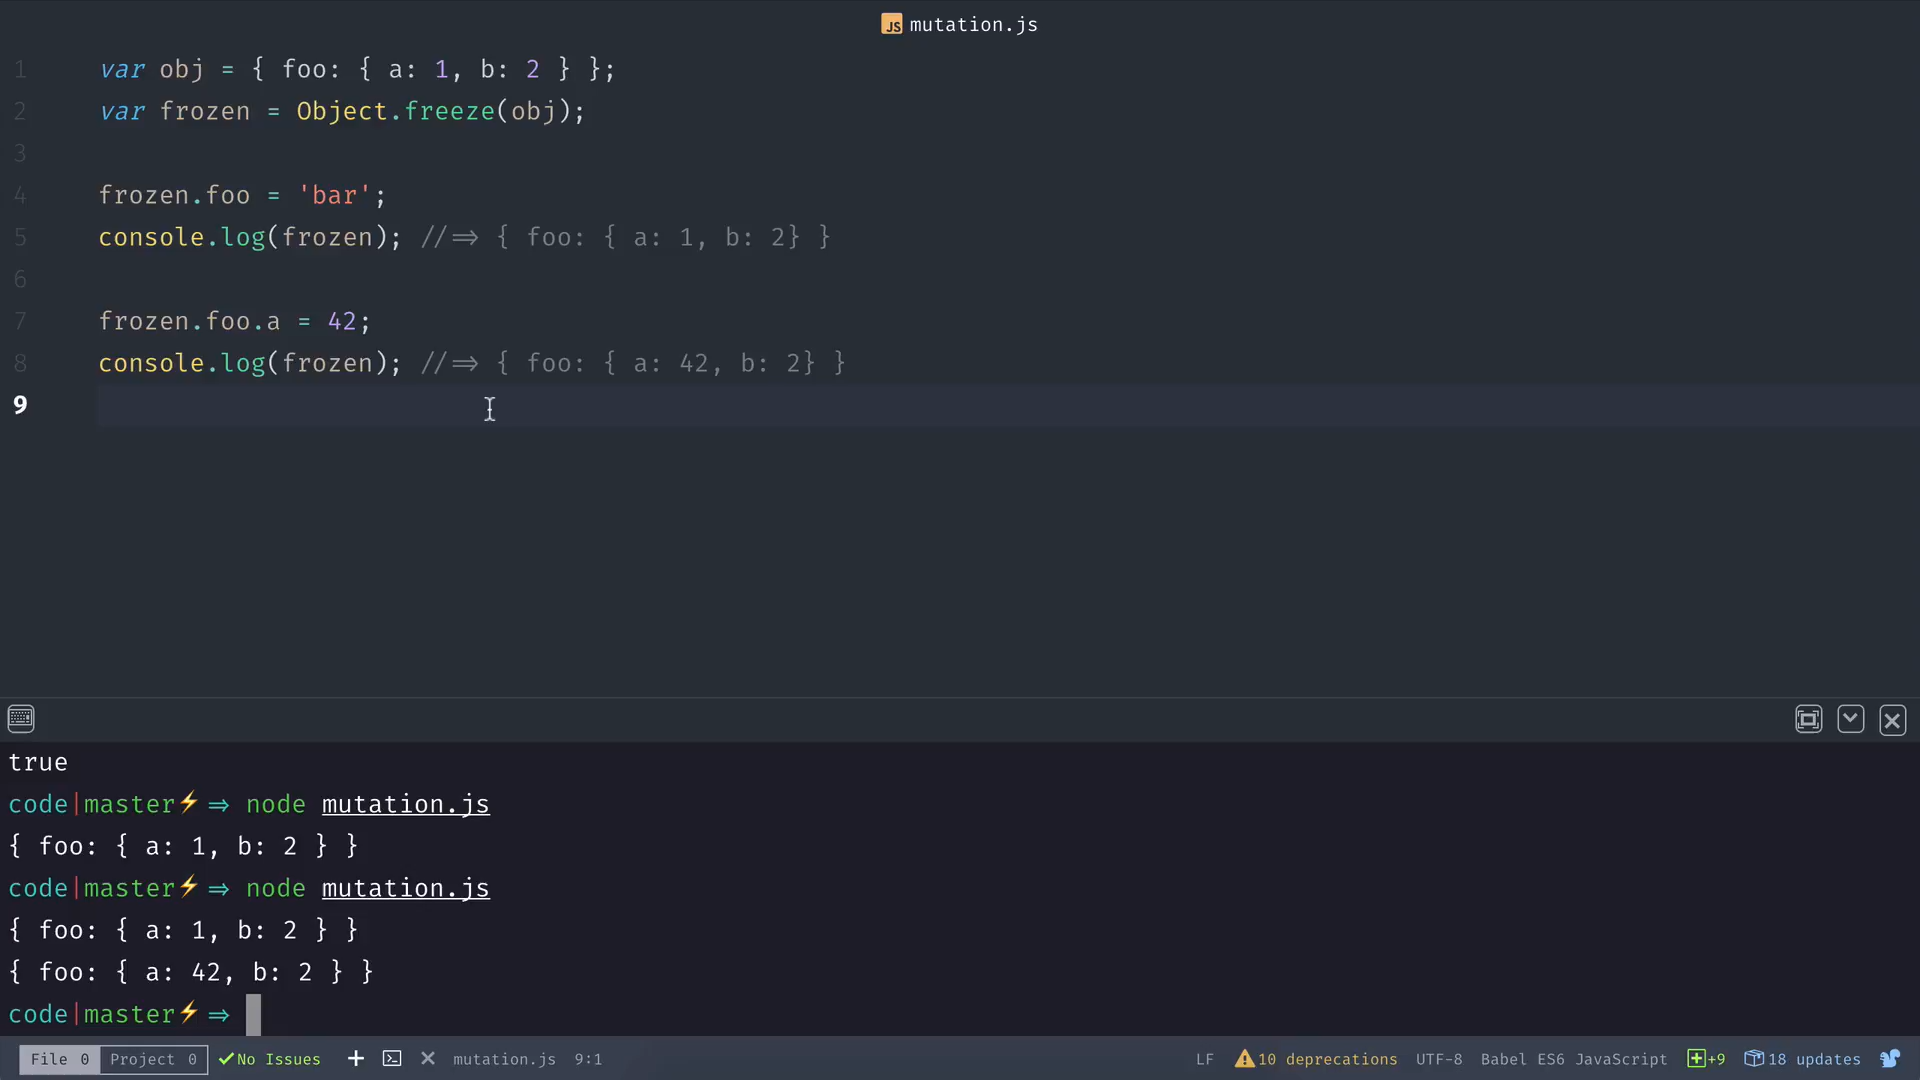 JS mutation.js
1 var obj = { foo: { a: 1, b: 2 } };
2 var frozen = Object.freeze(obj);
3
4 frozen.foo = 'bar';
5 console.log(frozen); //=> { foo: { a: 1, b: 2} }
6
7 frozen.foo.a = 42;
8 console.log(frozen); //=> { foo: { a: 42, b: 2} }
9
true
code|master⚡ => node mutation.js
{ foo: { a: 1, b: 2 } }
code|master⚡ => node mutation.js
{ foo: { a: 1, b: 2 } }
{ foo: { a: 42, b: 2 } }
code|master⚡ =>
File 0 Project 0 ✓No Issues + ✕ mutation.js 9:1 LF 10 deprecations UTF-8 Babel ES6 JavaScript +9 18 updates